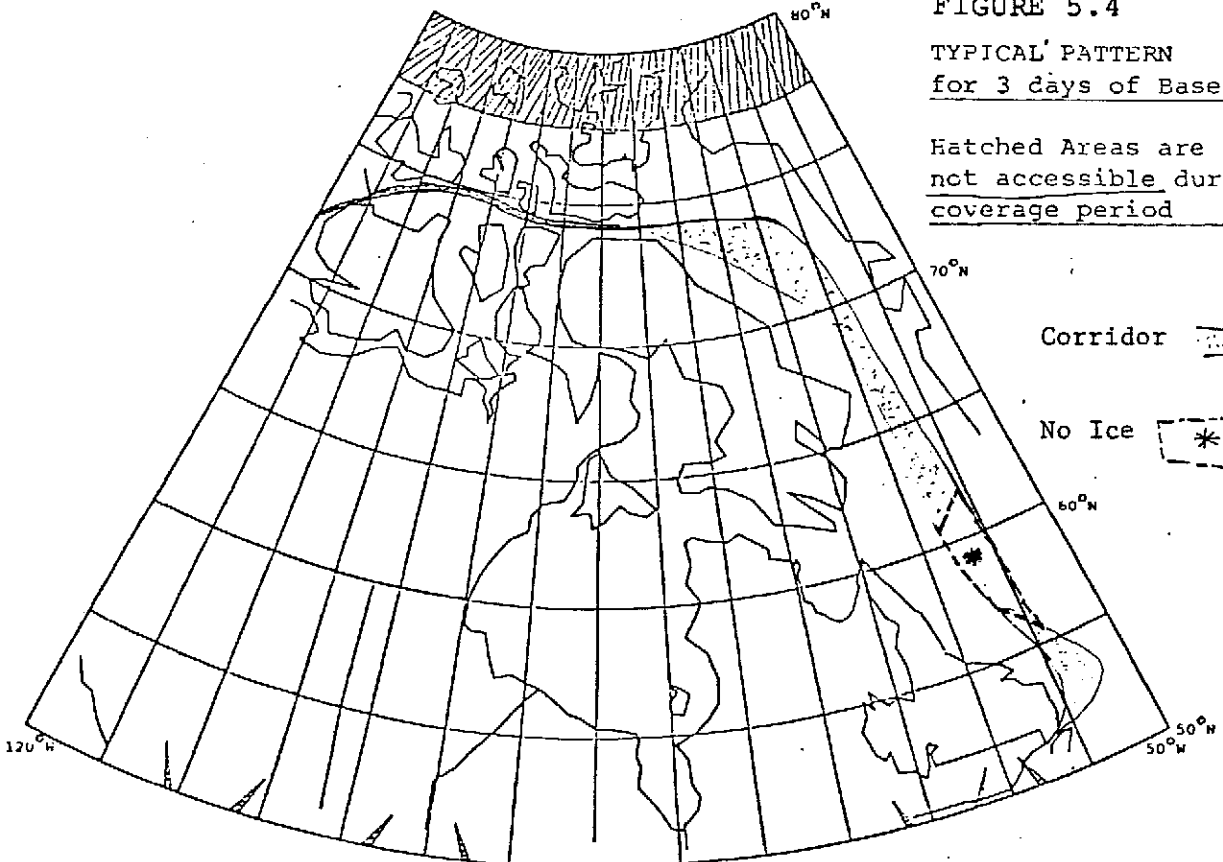 80°N
FIGURE 5.4
TYPICAL PATTERN
for 3 days of Base
Hatched Areas are
not accessible dur
coverage period
70°N
Corridor
No Ice *
60°N
120°W
50°N
50°W